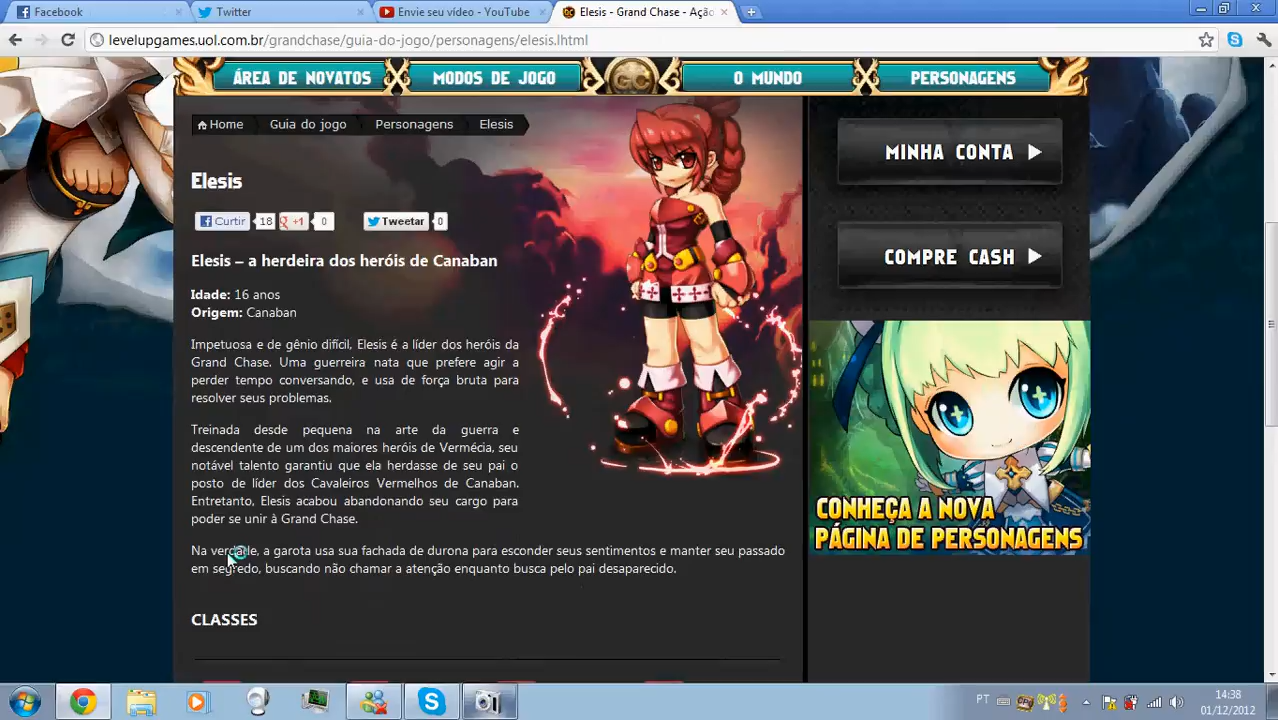 Facebook
Twitter
Envie seu vídeo - YouTube
Elesis - Grand Chase - Ação
levelupgames.uol.com.br/grandchase/guia-do-jogo/personagens/elesis.lhtml
ÁREA DE NOVATOS
MODOS DE JOGO
GC
O MUNDO
PERSONAGENS
Home
Guia do jogo
Personagens
Elesis
Elesis
Curtir 18
+1 0
Tweetar 0
Elesis – a herdeira dos heróis de Canaban
Idade: 16 anos
Origem: Canaban
Impetuosa e de gênio difícil, Elesis é a líder dos heróis da
Grand Chase. Uma guerreira nata que prefere agir a
perder tempo conversando, e usa de força bruta para
resolver seus problemas.
Treinada desde pequena na arte da guerra e
descendente de um dos maiores heróis de Vermécia, seu
notável talento garantiu que ela herdasse de seu pai o
posto de líder dos Cavaleiros Vermelhos de Canaban.
Entretanto, Elesis acabou abandonando seu cargo para
poder se unir à Grand Chase.
Na verdade, a garota usa sua fachada de durona para esconder seus sentimentos e manter seu passado
em segredo, buscando não chamar a atenção enquanto busca pelo pai desaparecido.
CLASSES
MINHA CONTA
COMPRE CASH
CONHEÇA A NOVA
PÁGINA DE PERSONAGENS
PT
14:38
01/12/2012